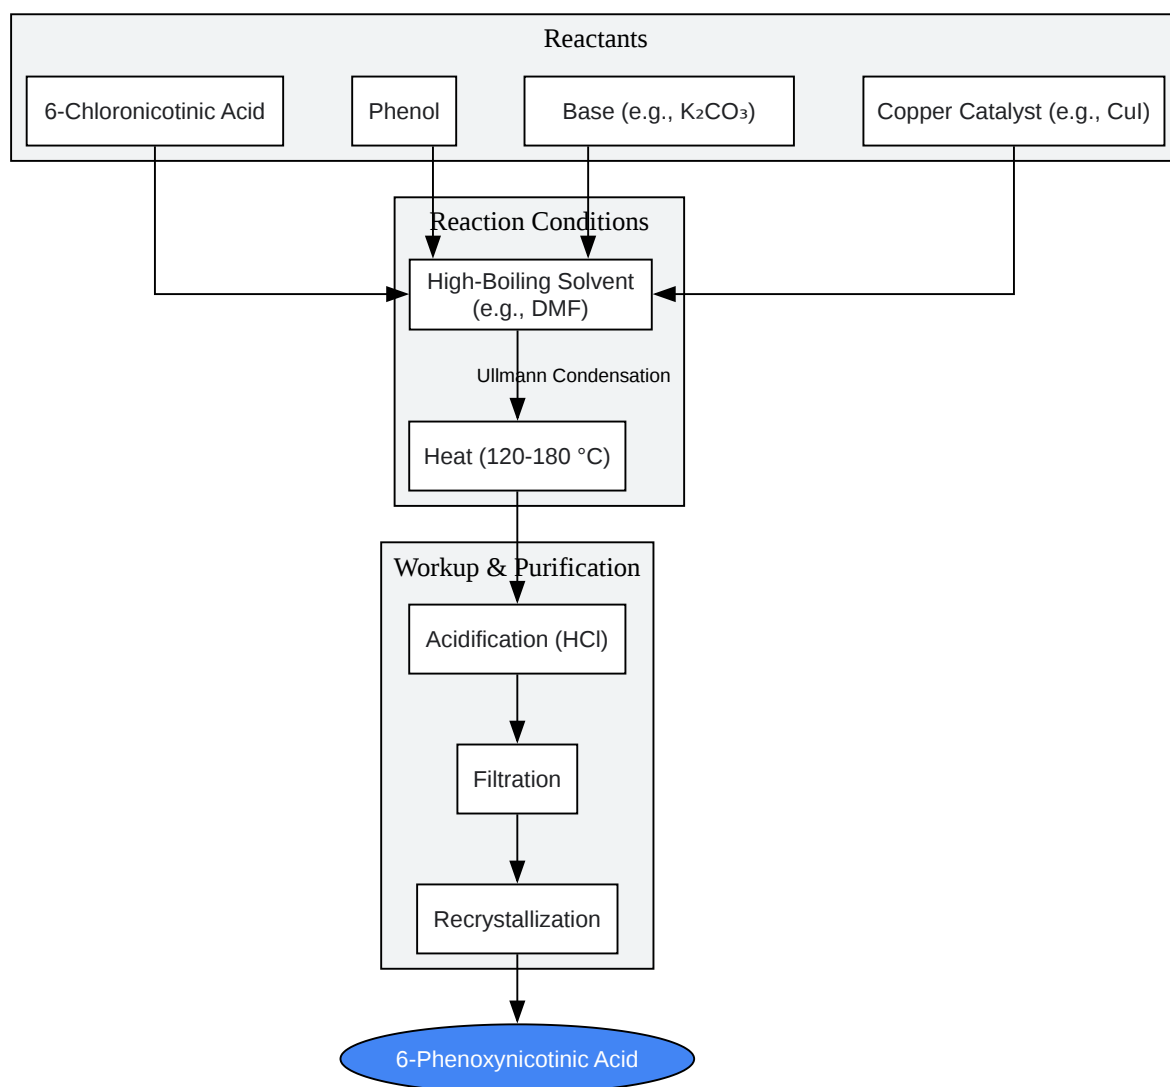 Reactants
6-Chloronicotinic Acid
Phenol
Base (e.g., K₂CO₃)
Copper Catalyst (e.g., CuI)
Reaction Conditions
High-Boiling Solvent
(e.g., DMF)
Ullmann Condensation
Heat (120-180 °C)
Workup & Purification
Acidification (HCl)
Filtration
Recrystallization
6-Phenoxynicotinic Acid